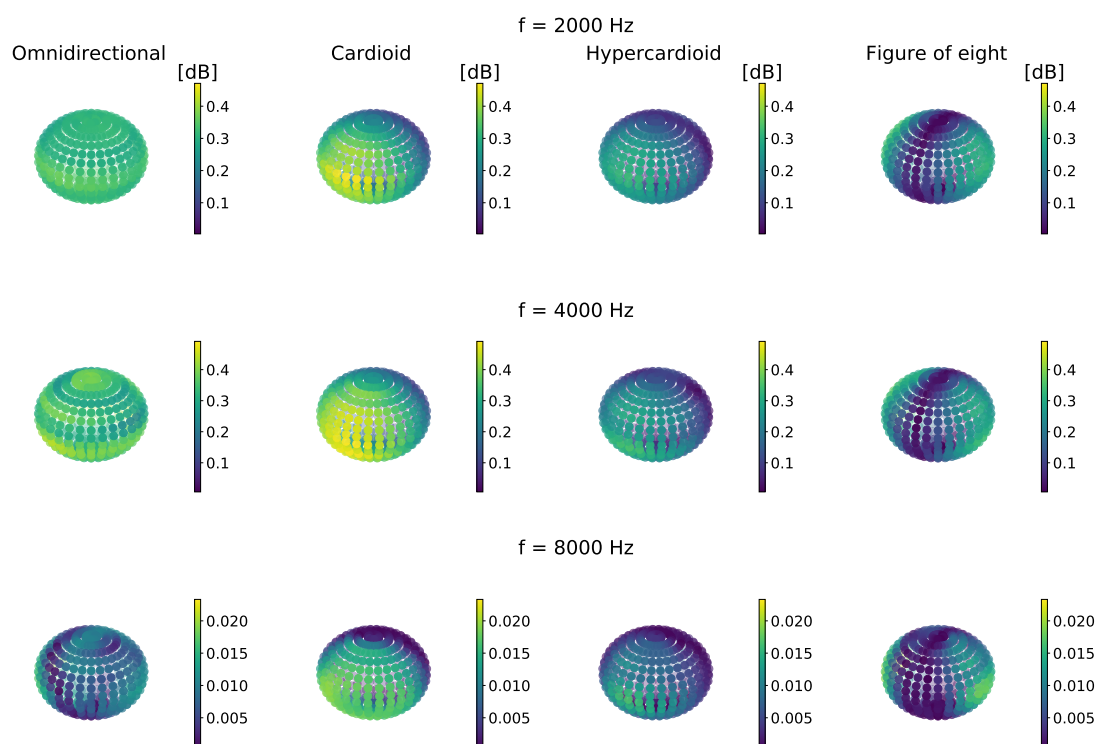 f = 2000 Hz
Omnidirectional Cardioid Hypercardioid Figure of eight
[dB] [dB] [dB] [dB]
0.4 0.4 0.4 0.4
0.3 0.3 0.3 0.3
0.2 0.2 0.2 0.2
0.1 0.1 0.1 0.1
f = 4000 Hz
0.4 0.4 0.4 0.4
0.3 0.3 0.3 0.3
0.2 0.2 0.2 0.2
0.1 0.1 0.1 0.1
f = 8000 Hz
0.020 0.020 0.020 0.020
0.015 0.015 0.015 0.015
0.010 0.010 0.010 0.010
0.005 0.005 0.005 0.005